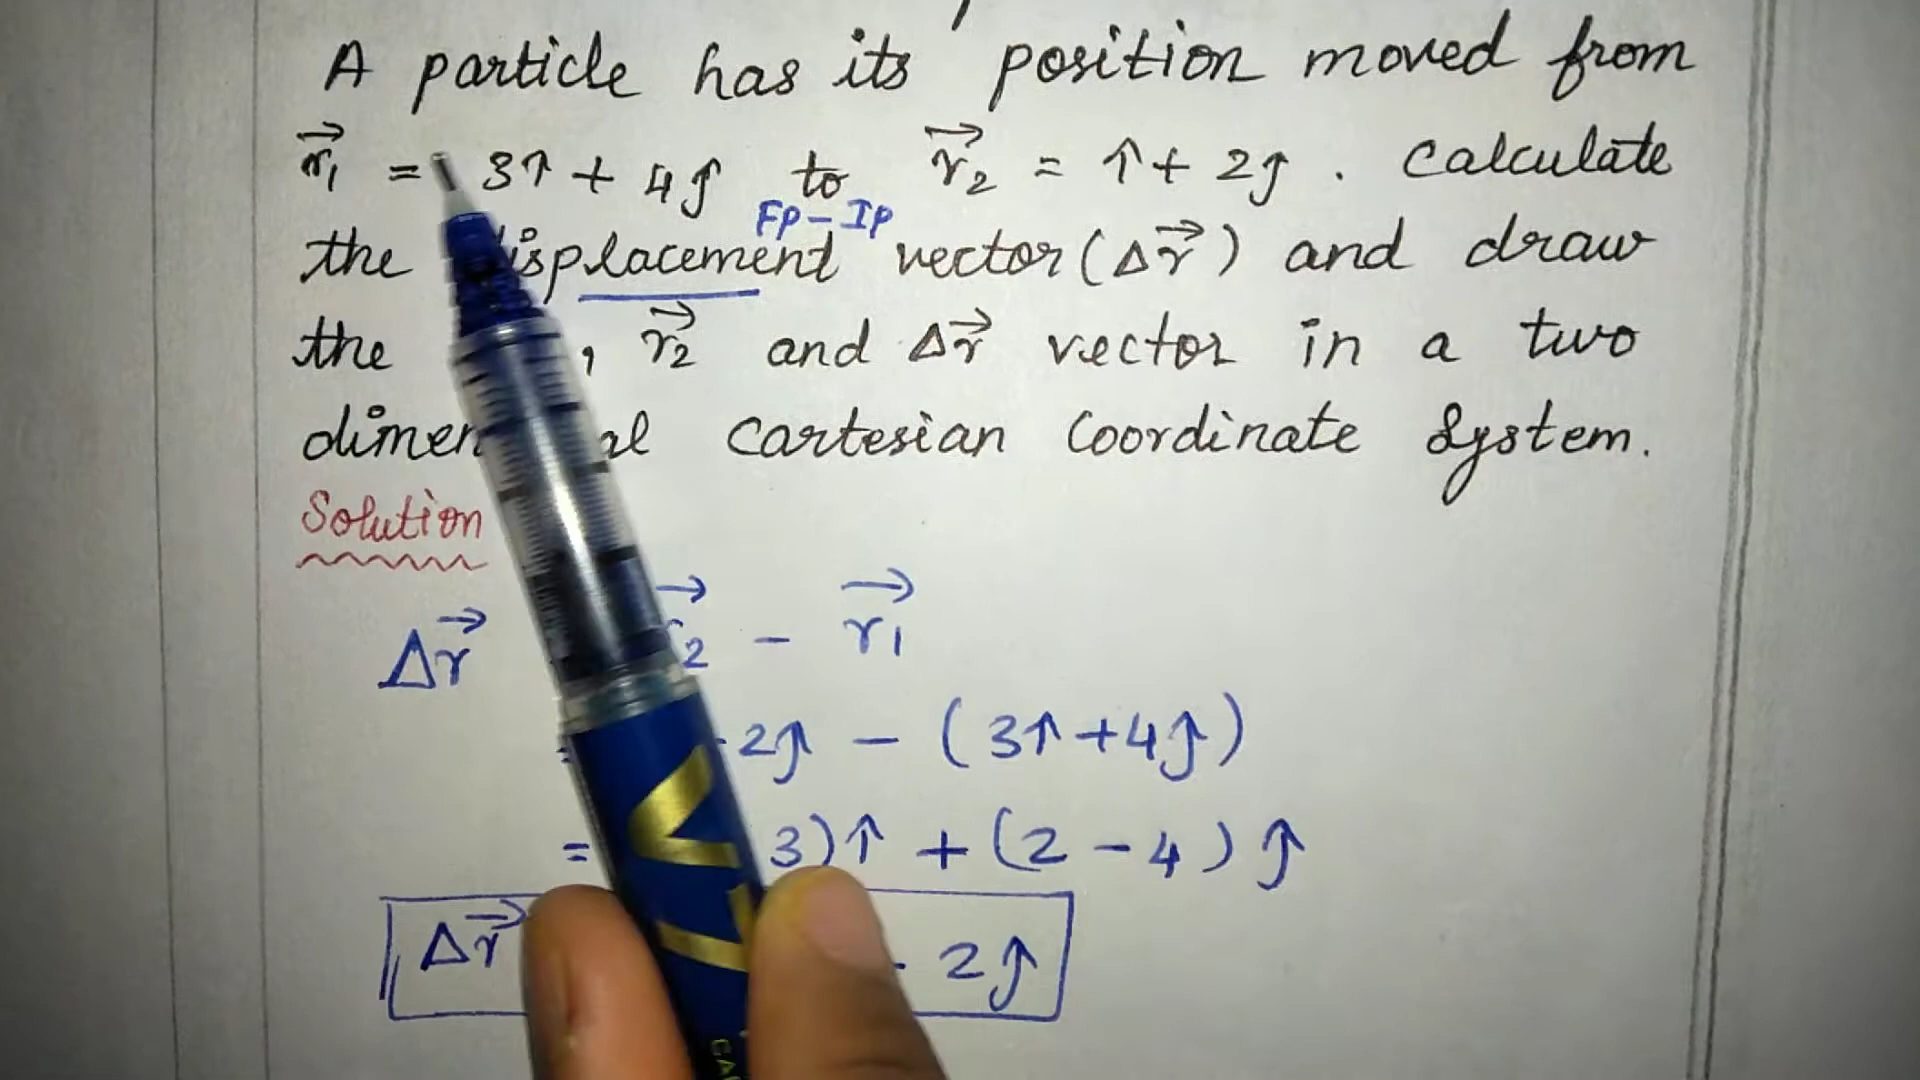 A particle has its position moved from
r⃗₁ = 3î + 4ĵ to r⃗₂ = î + 2ĵ . Calculate
Fp - Ip
the displacement vector (Δr⃗) and draw
the , r⃗₂ and Δr⃗ vector in a two
dimen al Cartesian Coordinate System.
Solution
Δr⃗ r⃗₂ - r⃗₁
= 2ĵ - (3î + 4ĵ)
= 3)î + (2 - 4)ĵ
Δr⃗ - 2ĵ